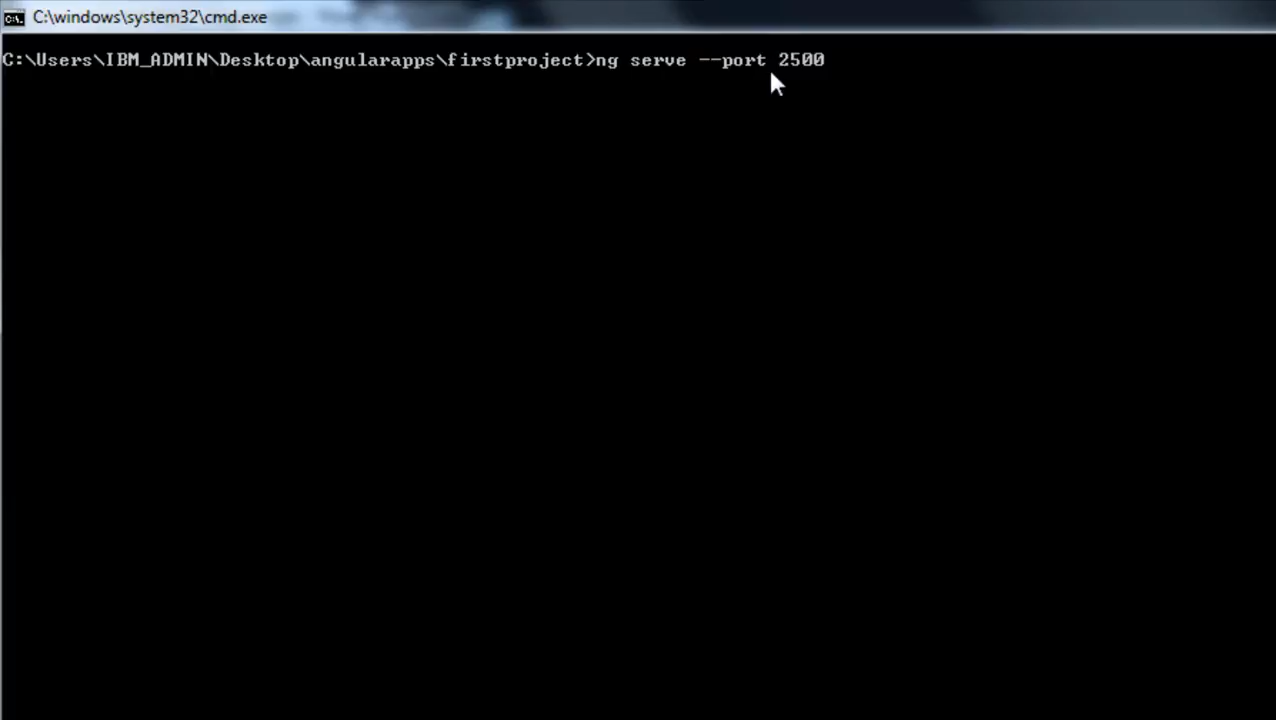 C:\windows\system32\cmd.exe
C:\Users\IBM_ADMIN\Desktop\angularapps\firstproject>ng serve --port 2500